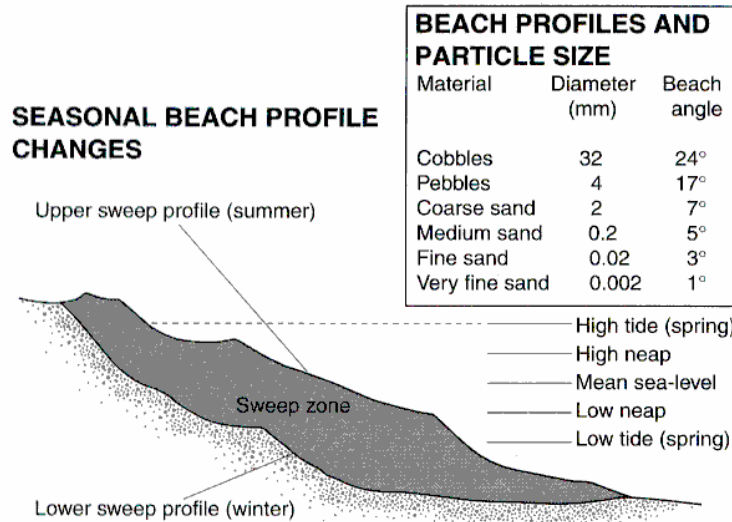 BEACH PROFILES AND
PARTICLE SIZE
Material Diameter Beach
(mm) angle
Cobbles 32 24°
Pebbles 4 17°
Coarse sand 2 7°
Medium sand 0.2 5°
Fine sand 0.02 3°
Very fine sand 0.002 1°
SEASONAL BEACH PROFILE
CHANGES
Upper sweep profile (summer)
High tide (spring)
High neap
Mean sea-level
Low neap
Low tide (spring)
Sweep zone
Lower sweep profile (winter)